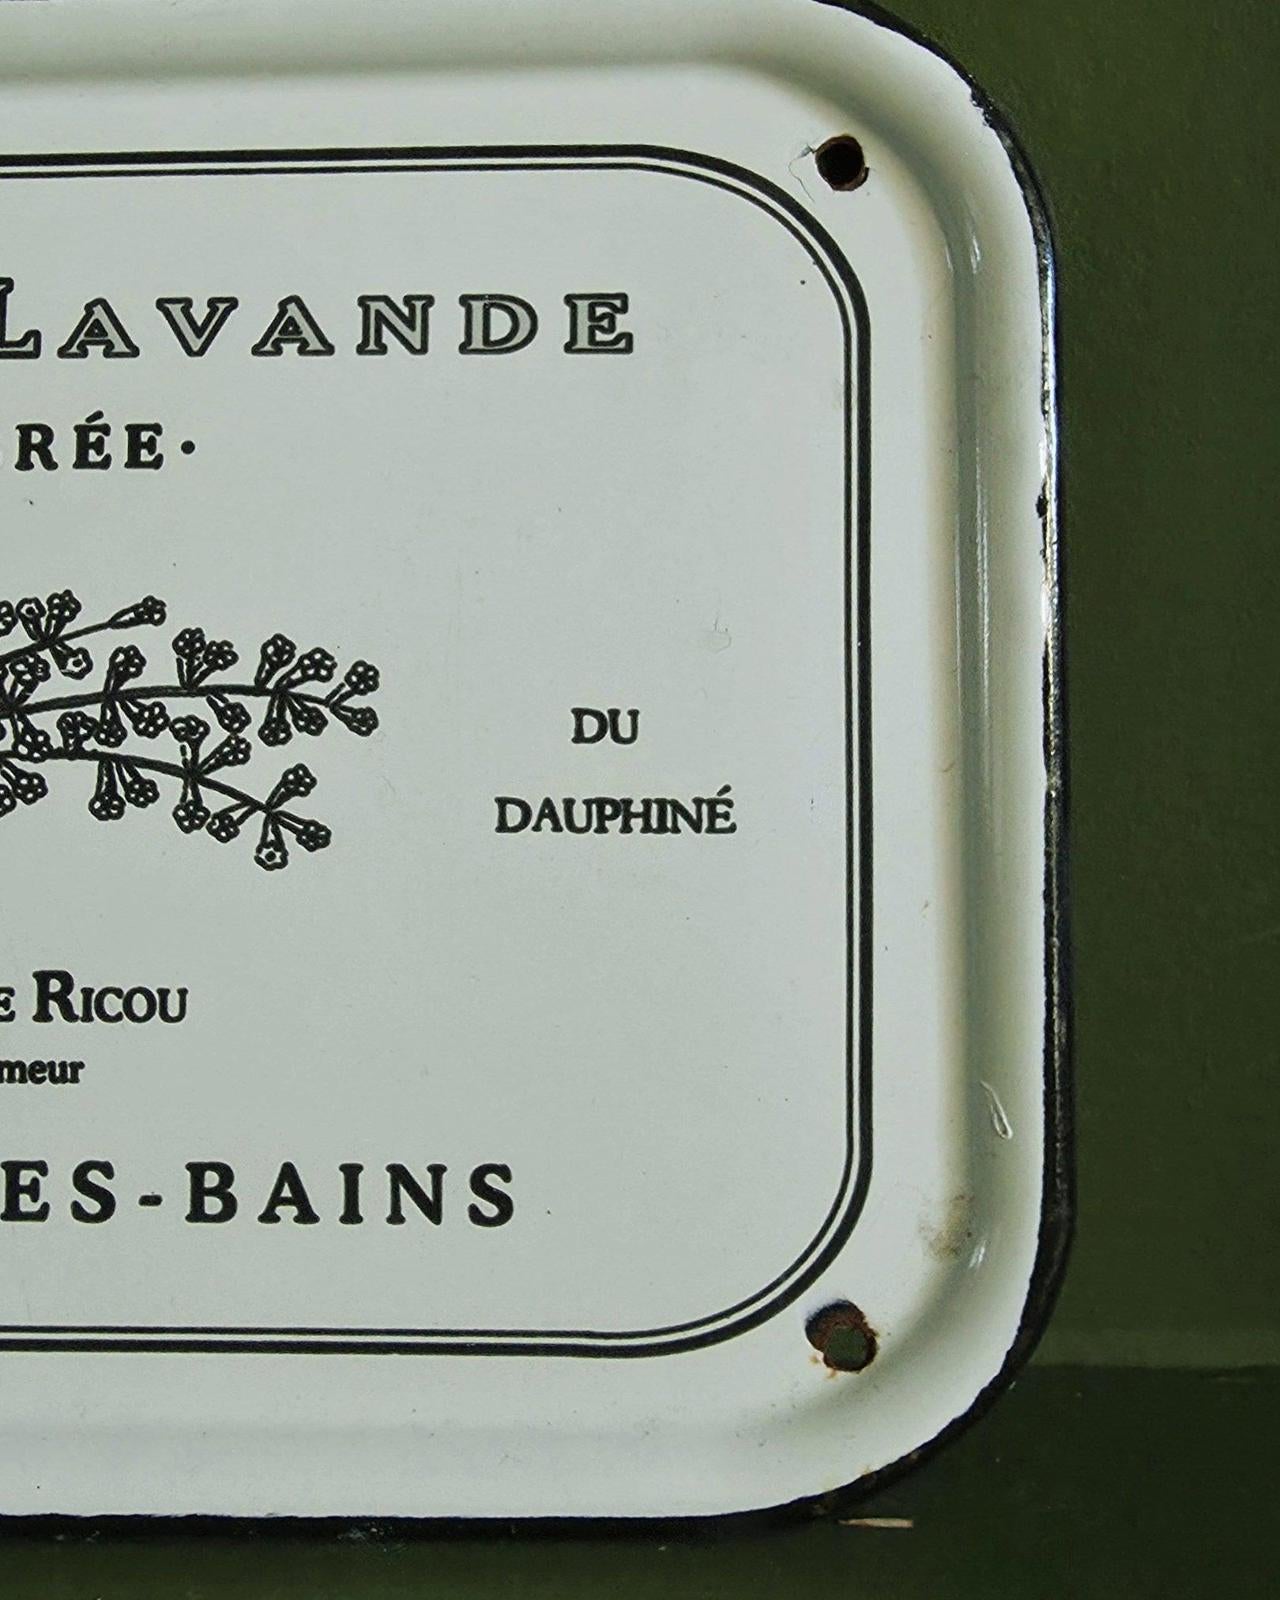 LAVANDE
RÉE·
DU
DAUPHINÉ
E RICOU
meur
ES-BAINS